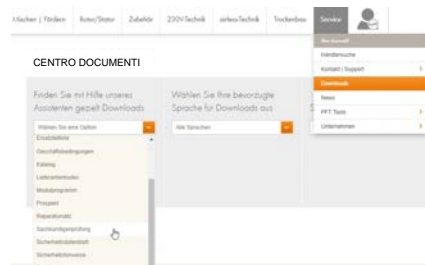 Mischen | Fördern Rotor/Stator Zubehör 230V-Technik airless-Technik Trockenbau Service
Händlersuche
Kontakt | Support
Downloads
News
PFT Tools
Unternehmen
CENTRO DOCUMENTI
Finden Sie mit Hilfe unseres
Assistenten gezielt Downloads
Wählen Sie eine Option
Ersatzteilliste
Geschäftsbedingungen
Katalog
Lieferantenkodex
Modulprogramm
Prospekt
Reparatursatz
Sachkundigenprüfung
Sicherheitsdatenblatt
Sicherheitshinweise
Wählen Sie Ihre bevorzugte
Sprache für Downloads aus
Alle Sprachen
S